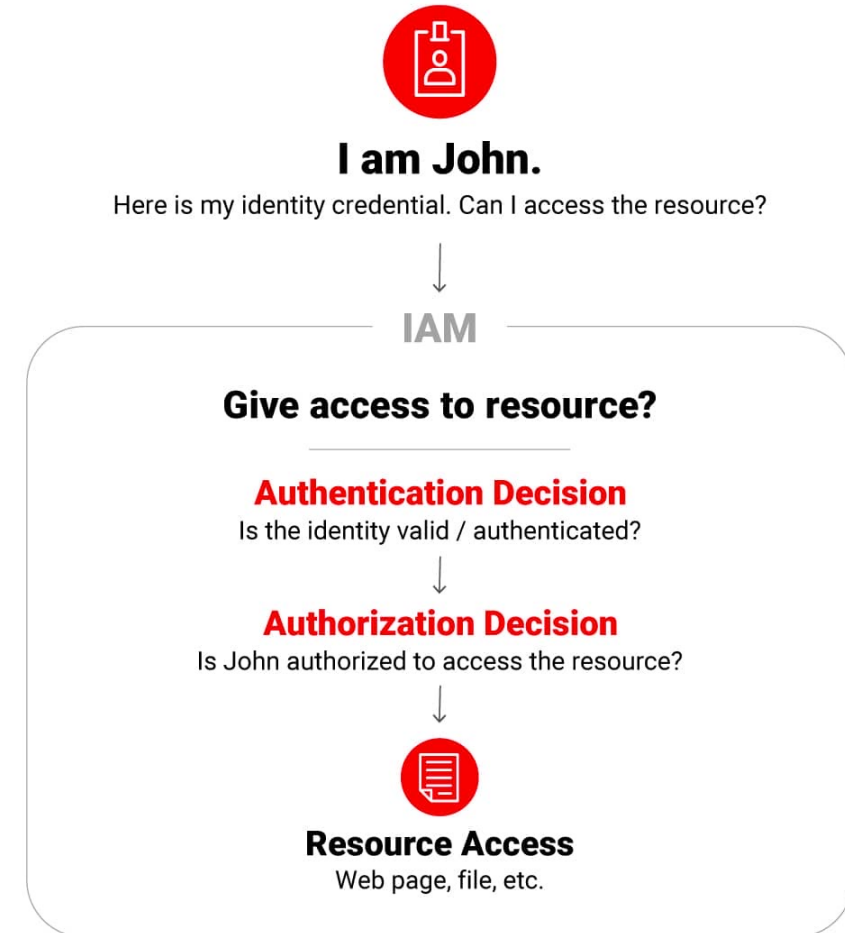 I am John.
Here is my identity credential. Can I access the resource?
IAM
Give access to resource?
Authentication Decision
Is the identity valid / authenticated?
Authorization Decision
Is John authorized to access the resource?
Resource Access
Web page, file, etc.